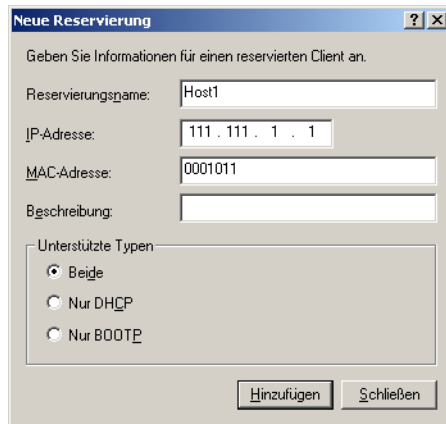 Neue Reservierung
Geben Sie Informationen für einen reservierten Client an.
Reservierungsname: Host1
IP-Adresse: 111 . 111 . 1 . 1
MAC-Adresse: 0001011
Beschreibung:
Unterstützte Typen
Beide
Nur DHCP
Nur BOOTP
Hinzufügen Schließen